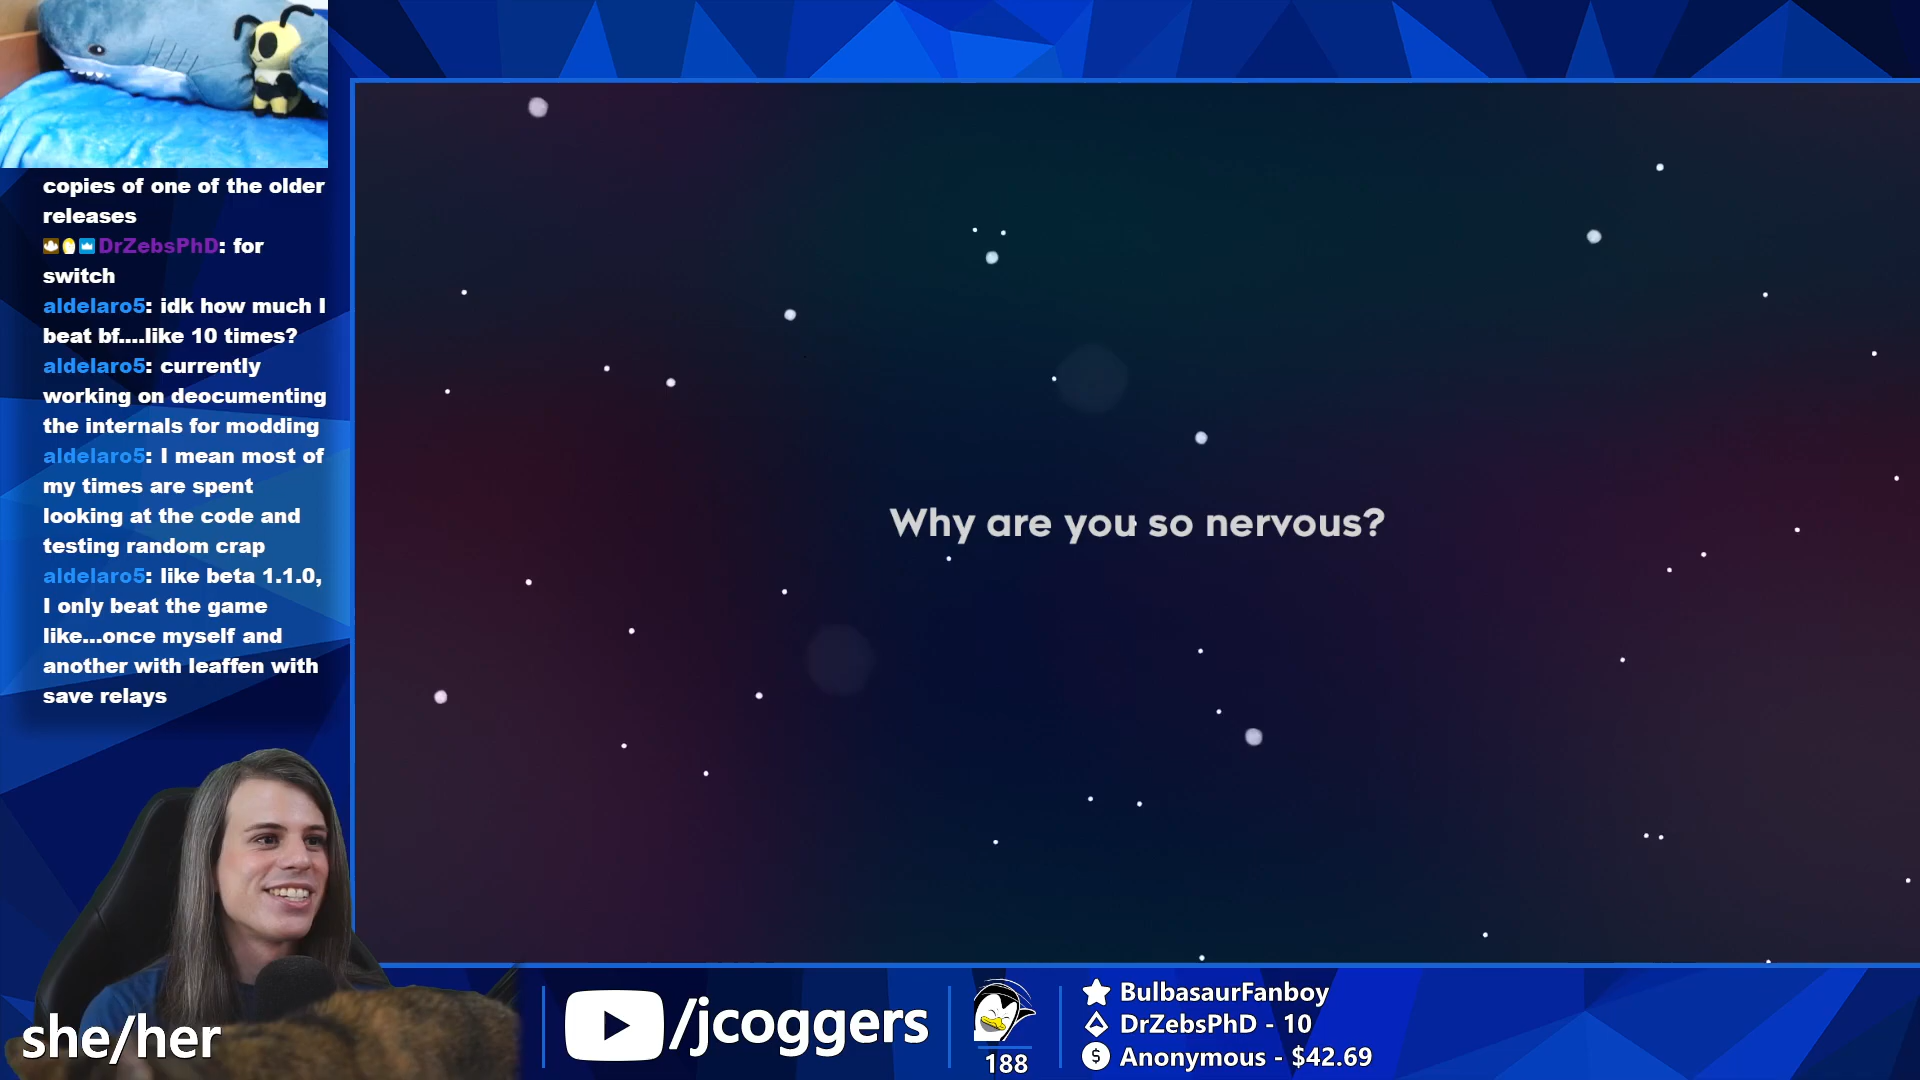 copies of one of the older
releases
DrZebsPhD: for
switch
aldelaro5: idk how much I
beat bf....like 10 times?
aldelaro5: currently
working on deocumenting
the internals for modding
aldelaro5: I mean most of
my times are spent
looking at the code and
testing random crap
aldelaro5: like beta 1.1.0,
I only beat the game
like...once myself and
another with leaffen with
save relays
Why are you so nervous?
she/her
/jcoggers
188
BulbasaurFanboy
DrZebsPhD - 10
Anonymous - $42.69